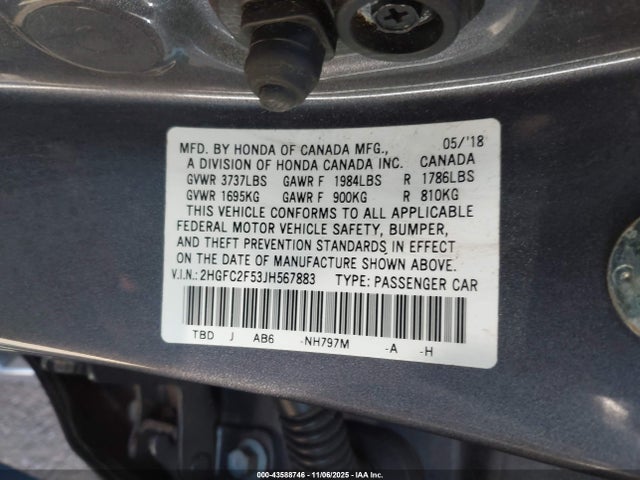 MFD. BY HONDA OF CANADA MFG., 05/'18
A DIVISION OF HONDA CANADA INC. CANADA
GVWR 3737LBS GAWR F 1984LBS R 1786LBS
GVWR 1695KG GAWR F 900KG R 810KG
THIS VEHICLE CONFORMS TO ALL APPLICABLE
FEDERAL MOTOR VEHICLE SAFETY, BUMPER,
AND THEFT PREVENTION STANDARDS IN EFFECT
ON THE DATE OF MANUFACTURE SHOWN ABOVE.
V.I.N.: 2HGFC2F53JH567883 TYPE: PASSENGER CAR
TBD J AB6 -NH797M -A -H
000-43588746 - 11/06/2025 - IAA Inc.